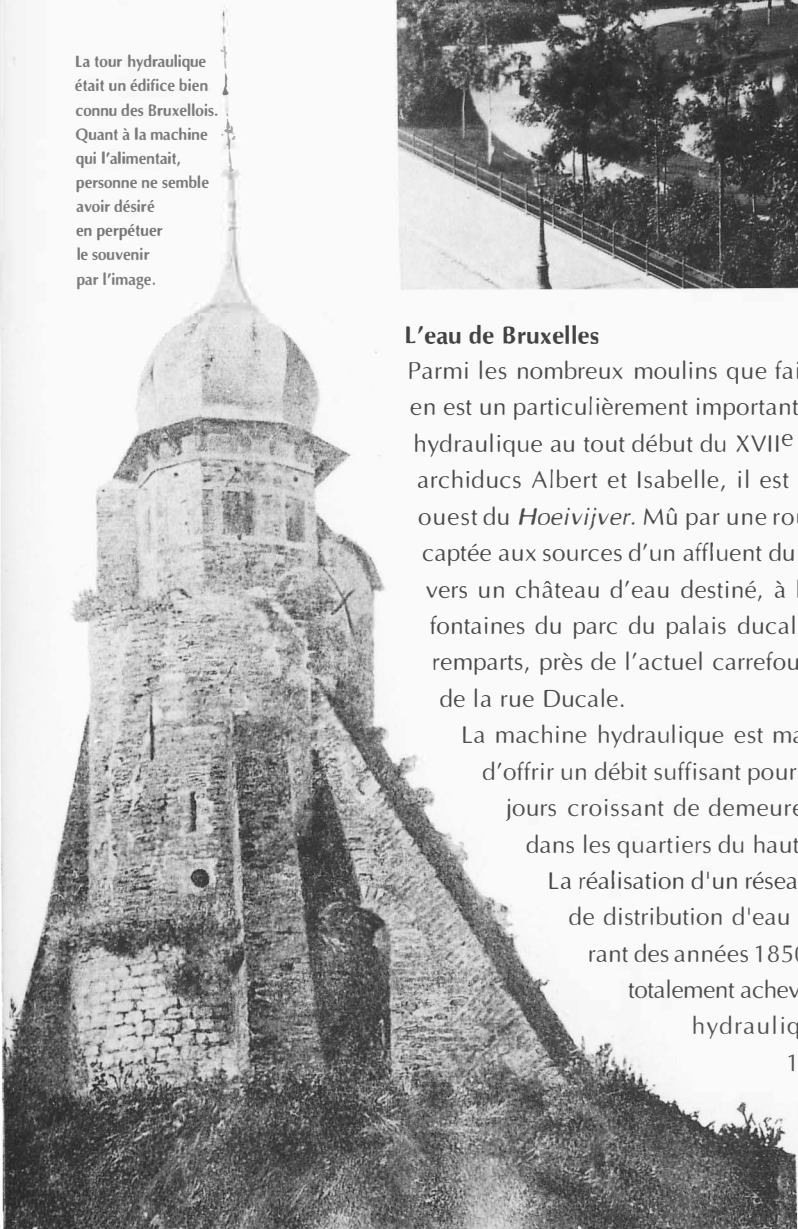 La tour hydraulique
était un édifice bien
connu des Bruxellois.
Quant à la machine
qui l'alimentait,
personne ne semble
avoir désiré
en perpétuer
le souvenir
par l'image.
L'eau de Bruxelles
Parmi les nombreux moulins que fai
en est un particulièrement important
hydraulique au tout début du XVIIe
archiducs Albert et Isabelle, il est
ouest du Hoeivijver. Mû par une rou
captée aux sources d'un affluent du
vers un château d'eau destiné, à l
fontaines du parc du palais ducal
remparts, près de l'actuel carrefou
de la rue Ducale.
La machine hydraulique est ma
d'offrir un débit suffisant pour
jours croissant de demeure
dans les quartiers du haut
La réalisation d'un résea
de distribution d'eau
rant des années 1850
totalement achev
hydrauliq
1